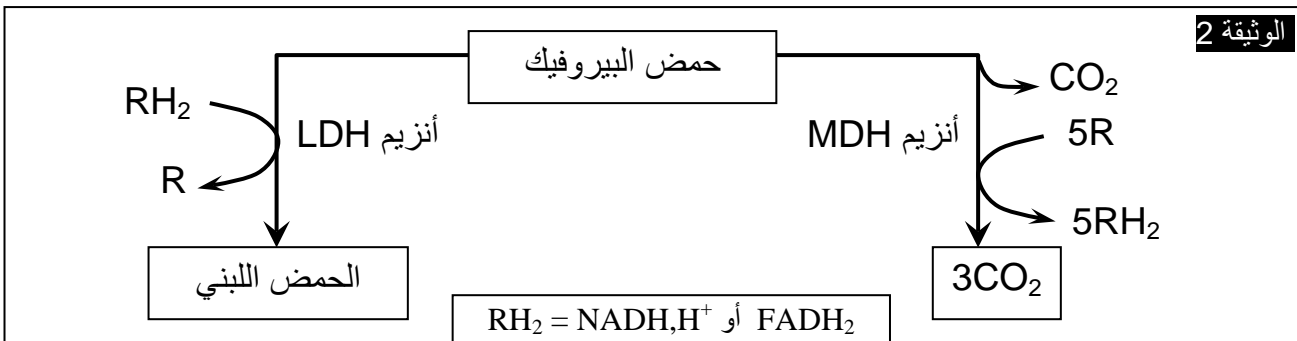 الوثيقة 2
حمض البيروفيك
CO₂
RH₂
أنزيم LDH
أنزيم MDH
5R
R
5RH₂
الحمض اللبني
3CO₂
RH₂ = NADH,H⁺ أو FADH₂